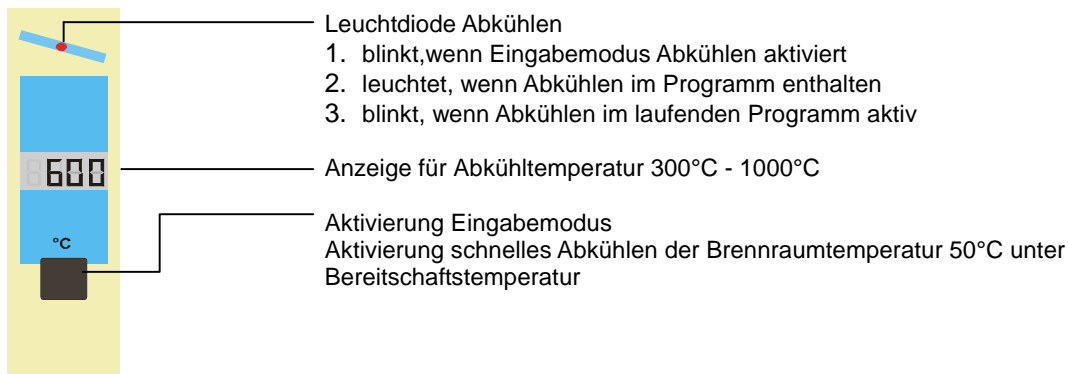 Leuchtdiode Abkühlen
1. blinkt,wenn Eingabemodus Abkühlen aktiviert
2. leuchtet, wenn Abkühlen im Programm enthalten
3. blinkt, wenn Abkühlen im laufenden Programm aktiv
600
Anzeige für Abkühltemperatur 300°C - 1000°C
°C
Aktivierung Eingabemodus
Aktivierung schnelles Abkühlen der Brennraumtemperatur 50°C unter
Bereitschaftstemperatur